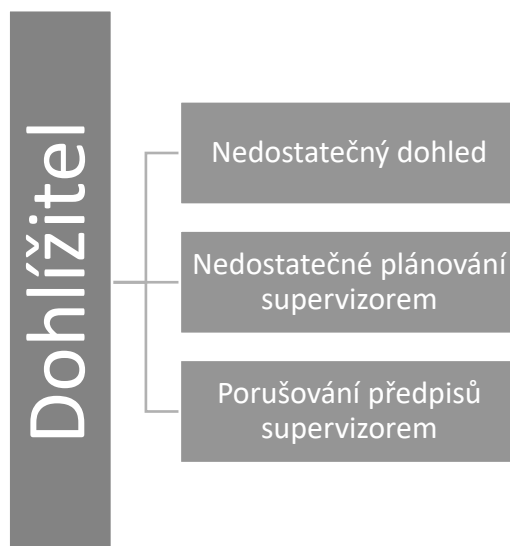 Dohlížitel
Nedostatečný dohled
Nedostatečné plánování
supervizorem
Porušování předpisů
supervizorem